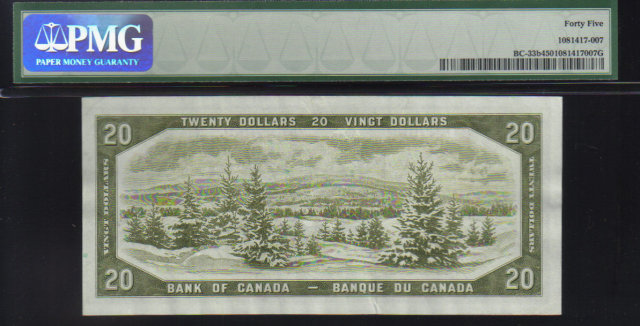 PMG
PAPER MONEY GUARANTY
Forty Five
1081417-007
BC-33b4501081417007G
TWENTY DOLLARS 20 VINGT DOLLARS
20
20
VINGT DOLLARS
TWENTY DOLLARS
20
20
BANK OF CANADA — BANQUE DU CANADA